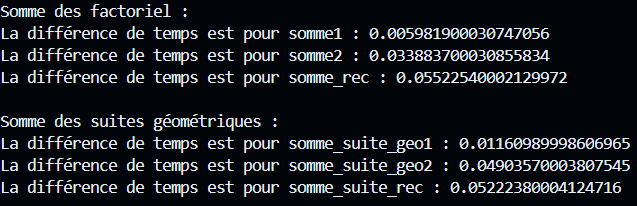 Somme des factoriel :
La différence de temps est pour somme1 : 0.005981900030747056
La différence de temps est pour somme2 : 0.033883700030855834
La différence de temps est pour somme_rec : 0.05522540002129972
Somme des suites géométriques :
La différence de temps est pour somme_suite_geo1 : 0.01160989998606965
La différence de temps est pour somme_suite_geo2 : 0.04903570003807545
La différence de temps est pour somme_suite_rec : 0.05222380004124716